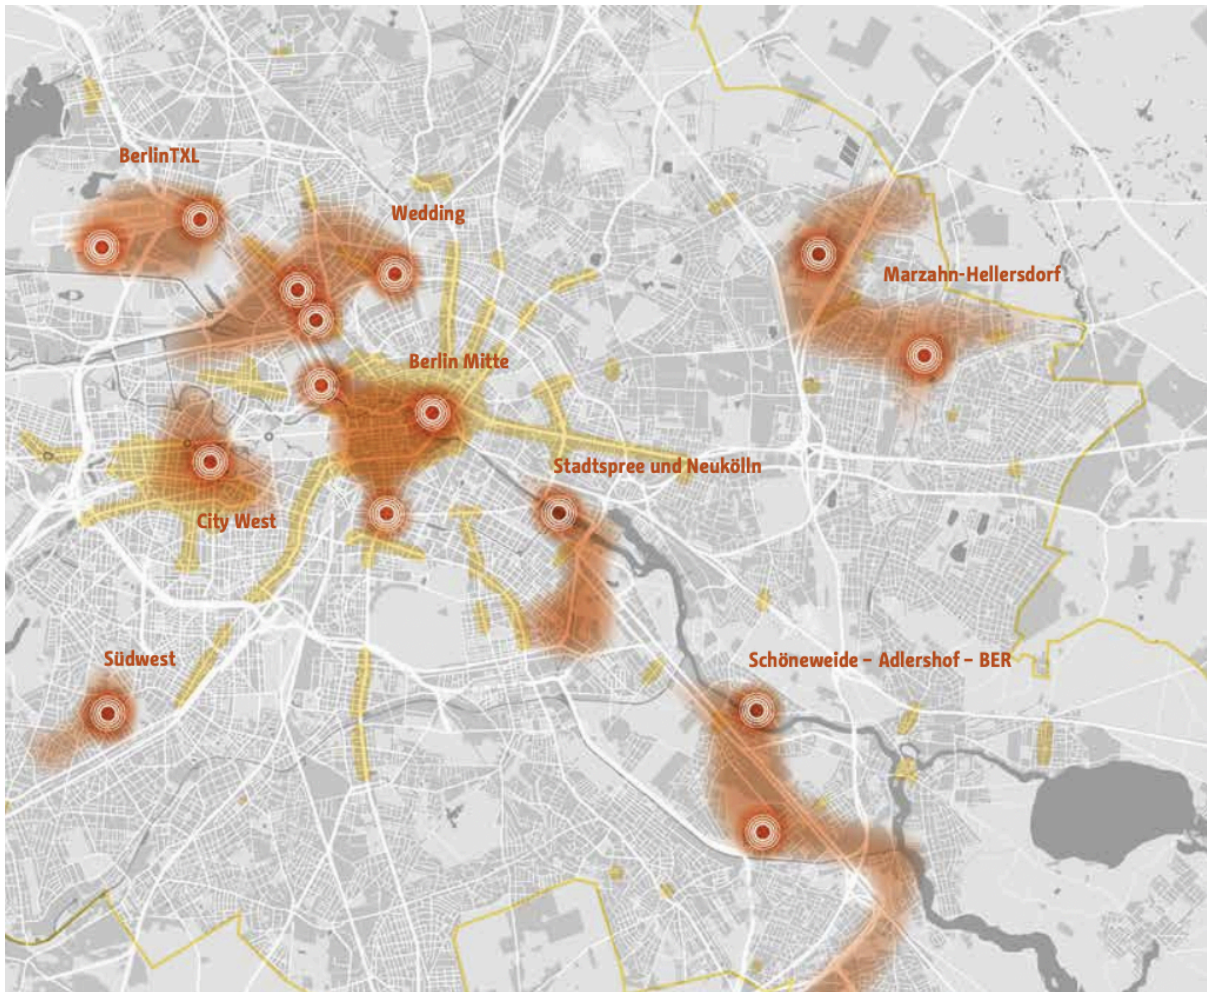 BerlinTXL
Wedding
Marzahn-Hellersdorf
Berlin Mitte
Stadtspree und Neukölln
City West
Südwest
Schöneweide – Adlershof – BER